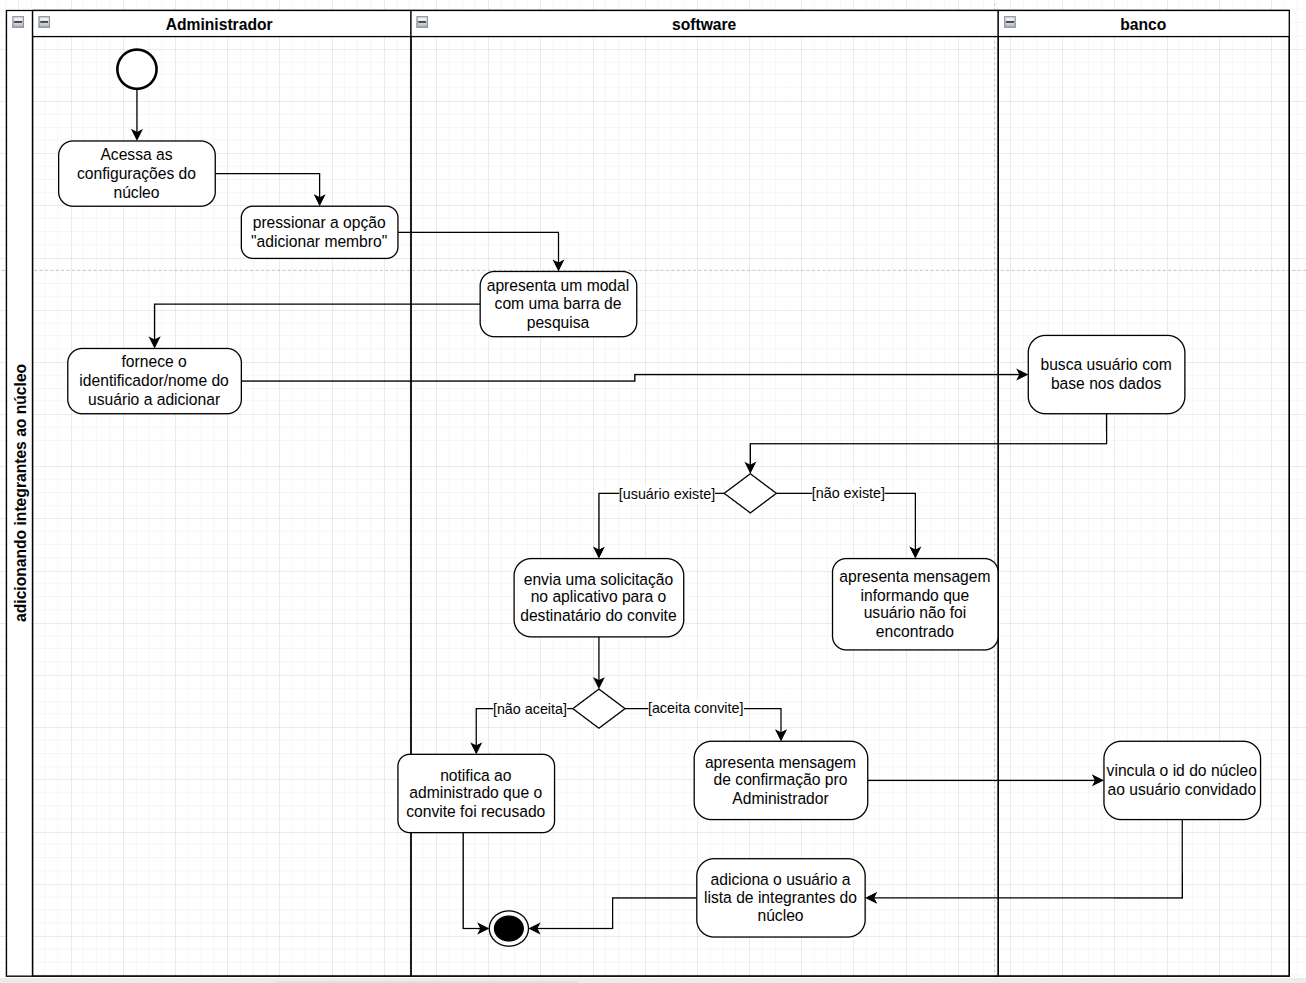 Administrador
software
banco
adicionando integrantes ao núcleo
Acessa as
configurações do
núcleo
pressionar a opção
"adicionar membro"
apresenta um modal
com uma barra de
pesquisa
fornece o
identificador/nome do
usuário a adicionar
busca usuário com
base nos dados
[usuário existe]
[não existe]
envia uma solicitação
no aplicativo para o
destinatário do convite
apresenta mensagem
informando que
usuário não foi
encontrado
[não aceita]
[aceita convite]
notifica ao
administrado que o
convite foi recusado
apresenta mensagem
de confirmação pro
Administrador
vincula o id do núcleo
ao usuário convidado
adiciona o usuário a
lista de integrantes do
núcleo